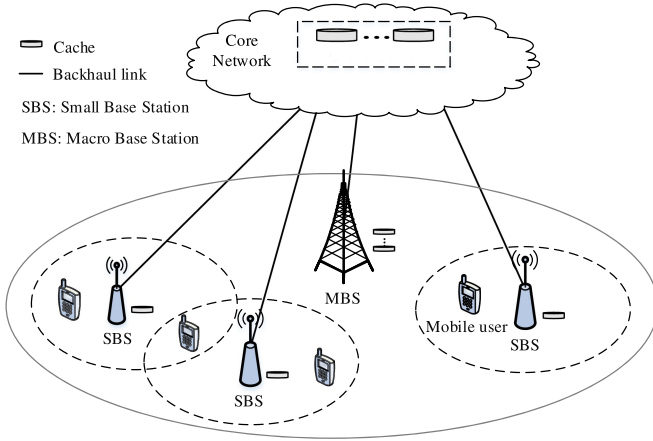 Core
Network
Cache
Backhaul link
SBS: Small Base Station
MBS: Macro Base Station
MBS
Mobile user
SBS
SBS
SBS